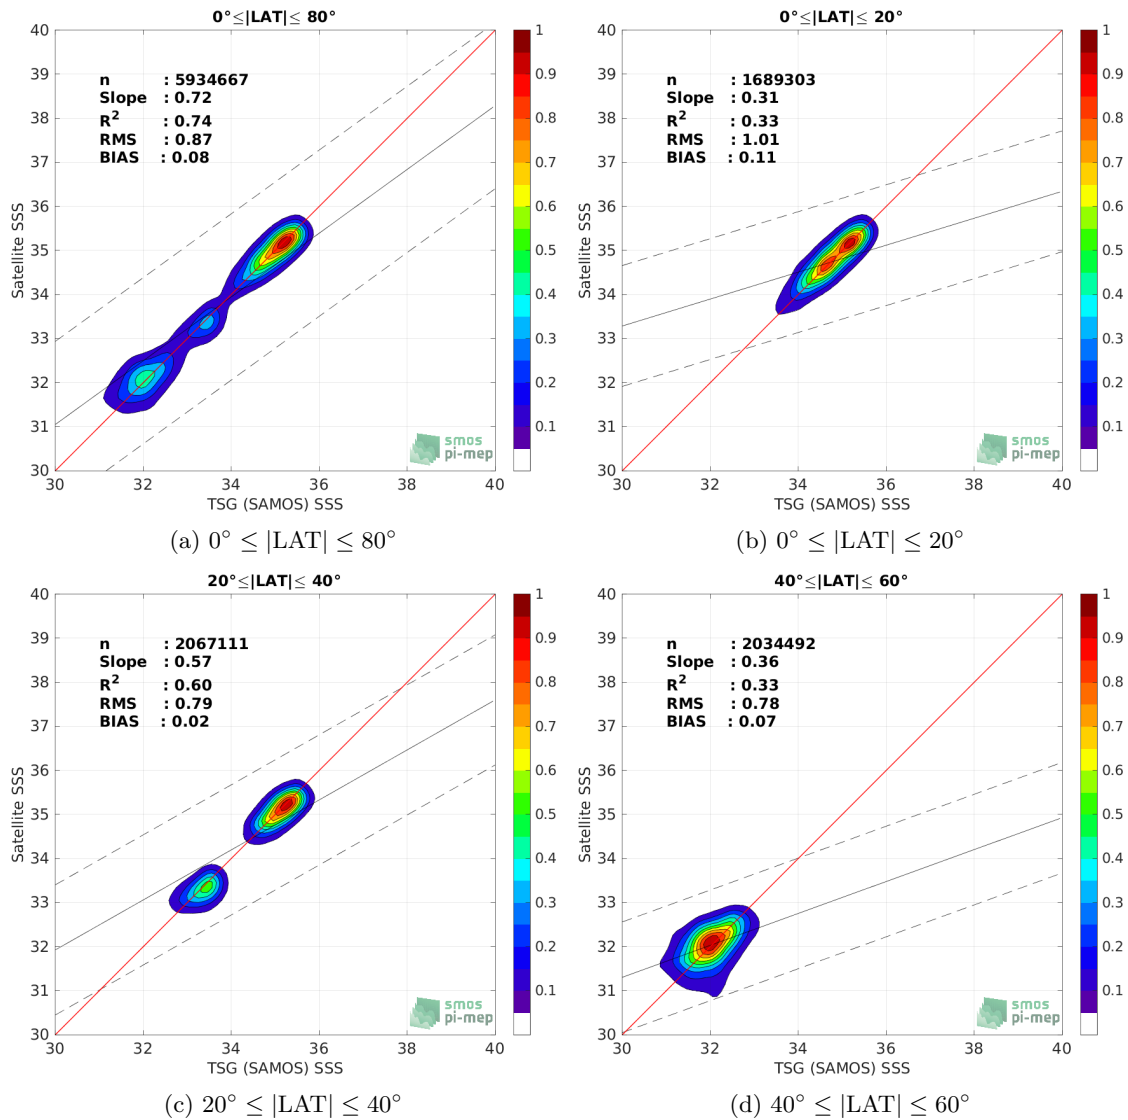 0°≤|LAT|≤ 80°
40
39
38
37
36
35
34
33
32
31
30
Satellite SSS
n : 5934667
Slope : 0.72
R² : 0.74
RMS : 0.87
BIAS : 0.08
smos
pi-mep
30 32 34 36 38 40
TSG (SAMOS) SSS
1
0.9
0.8
0.7
0.6
0.5
0.4
0.3
0.2
0.1
(a) 0° ≤ |LAT| ≤ 80°
0°≤|LAT|≤ 20°
40
39
38
37
36
35
34
33
32
31
30
Satellite SSS
n : 1689303
Slope : 0.31
R² : 0.33
RMS : 1.01
BIAS : 0.11
smos
pi-mep
30 32 34 36 38 40
TSG (SAMOS) SSS
1
0.9
0.8
0.7
0.6
0.5
0.4
0.3
0.2
0.1
(b) 0° ≤ |LAT| ≤ 20°
20°≤|LAT|≤ 40°
40
39
38
37
36
35
34
33
32
31
30
Satellite SSS
n : 2067111
Slope : 0.57
R² : 0.60
RMS : 0.79
BIAS : 0.02
smos
pi-mep
30 32 34 36 38 40
TSG (SAMOS) SSS
1
0.9
0.8
0.7
0.6
0.5
0.4
0.3
0.2
0.1
(c) 20° ≤ |LAT| ≤ 40°
40°≤|LAT|≤ 60°
40
39
38
37
36
35
34
33
32
31
30
Satellite SSS
n : 2034492
Slope : 0.36
R² : 0.33
RMS : 0.78
BIAS : 0.07
smos
pi-mep
30 32 34 36 38 40
TSG (SAMOS) SSS
1
0.9
0.8
0.7
0.6
0.5
0.4
0.3
0.2
0.1
(d) 40° ≤ |LAT| ≤ 60°